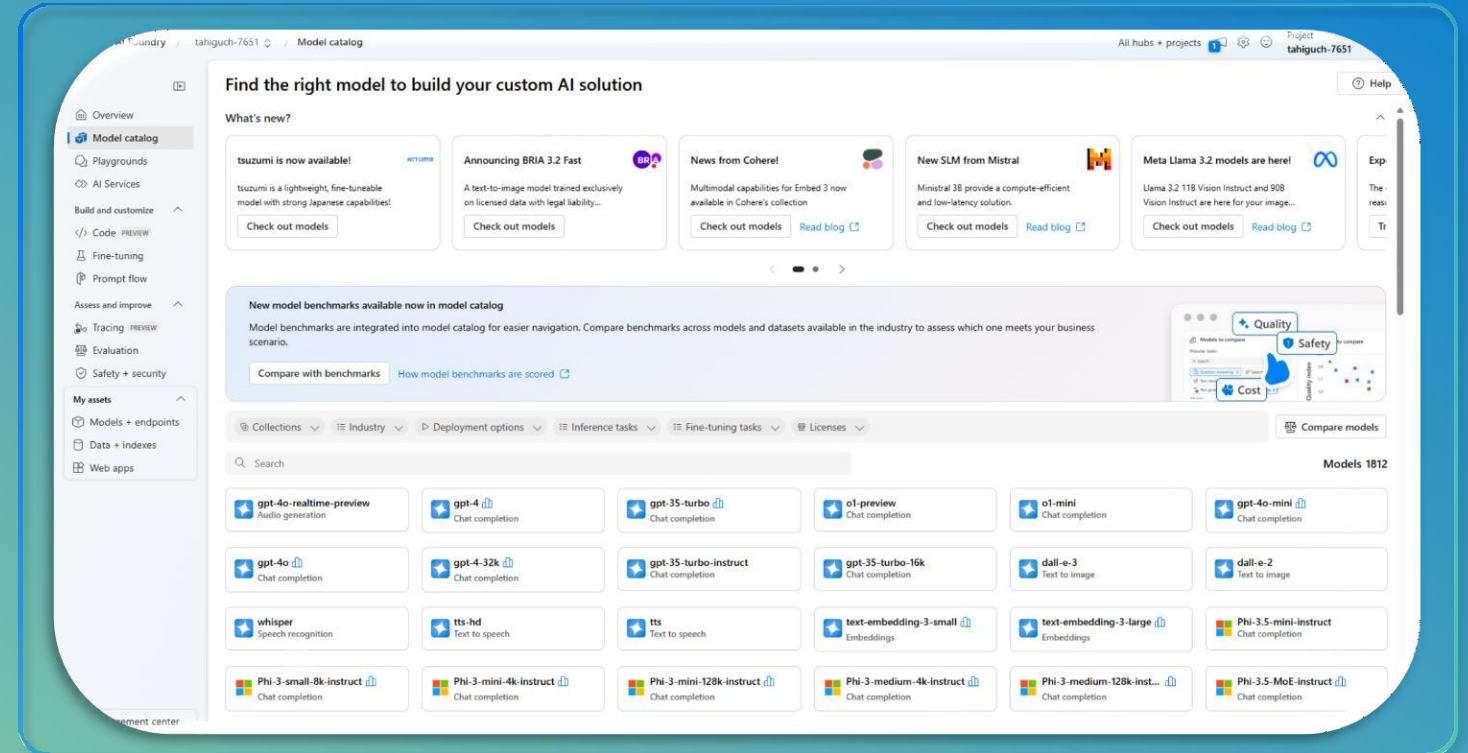 AI Foundry / tahiguch-7651 / Model catalog
All hubs + projects
1
Project
tahiguch-7651
Overview
Model catalog
Playgrounds
AI Services
Build and customize
Code PREVIEW
Fine-tuning
Prompt flow
Assess and improve
Tracing PREVIEW
Evaluation
Safety + security
My assets
Models + endpoints
Data + indexes
Web apps
ement center
Find the right model to build your custom AI solution
Help
What's new?
tsuzumi is now available!
tsuzumi is a lightweight, fine-tuneable
model with strong Japanese capabilities!
Check out models
Announcing BRIA 3.2 Fast
BRIA
A text-to-image model trained exclusively
on licensed data with legal liability...
Check out models
News from Cohere!
Multimodal capabilities for Embed 3 now
available in Cohere's collection
Check out models Read blog
New SLM from Mistral
Ministral 3B provide a compute-efficient
and low-latency solution.
Check out models Read blog
Meta Llama 3.2 models are here!
Llama 3.2 11B Vision Instruct and 90B
Vision Instruct are here for your image...
Check out models Read blog
Exp
The
reas
Tr
New model benchmarks available now in model catalog
Model benchmarks are integrated into model catalog for easier navigation. Compare benchmarks across models and datasets available in the industry to assess which one meets your business
scenario.
Compare with benchmarks How model benchmarks are scored
Quality
Models to compare
Safety
to compare
Cost
Quality index
Collections Industry Deployment options Inference tasks Fine-tuning tasks Licenses
Compare models
Search
Models 1812
gpt-4o-realtime-preview
Audio generation
gpt-4
Chat completion
gpt-35-turbo
Chat completion
o1-preview
Chat completion
o1-mini
Chat completion
gpt-4o-mini
Chat completion
gpt-4o
Chat completion
gpt-4-32k
Chat completion
gpt-35-turbo-instruct
Chat completion
gpt-35-turbo-16k
Chat completion
dall-e-3
Text to image
dall-e-2
Text to image
whisper
Speech recognition
tts-hd
Text to speech
tts
Text to speech
text-embedding-3-small
Embeddings
text-embedding-3-large
Embeddings
Phi-3.5-mini-instruct
Chat completion
Phi-3-small-8k-instruct
Chat completion
Phi-3-mini-4k-instruct
Chat completion
Phi-3-mini-128k-instruct
Chat completion
Phi-3-medium-4k-instruct
Chat completion
Phi-3-medium-128k-inst...
Chat completion
Phi-3.5-MoE-instruct
Chat completion